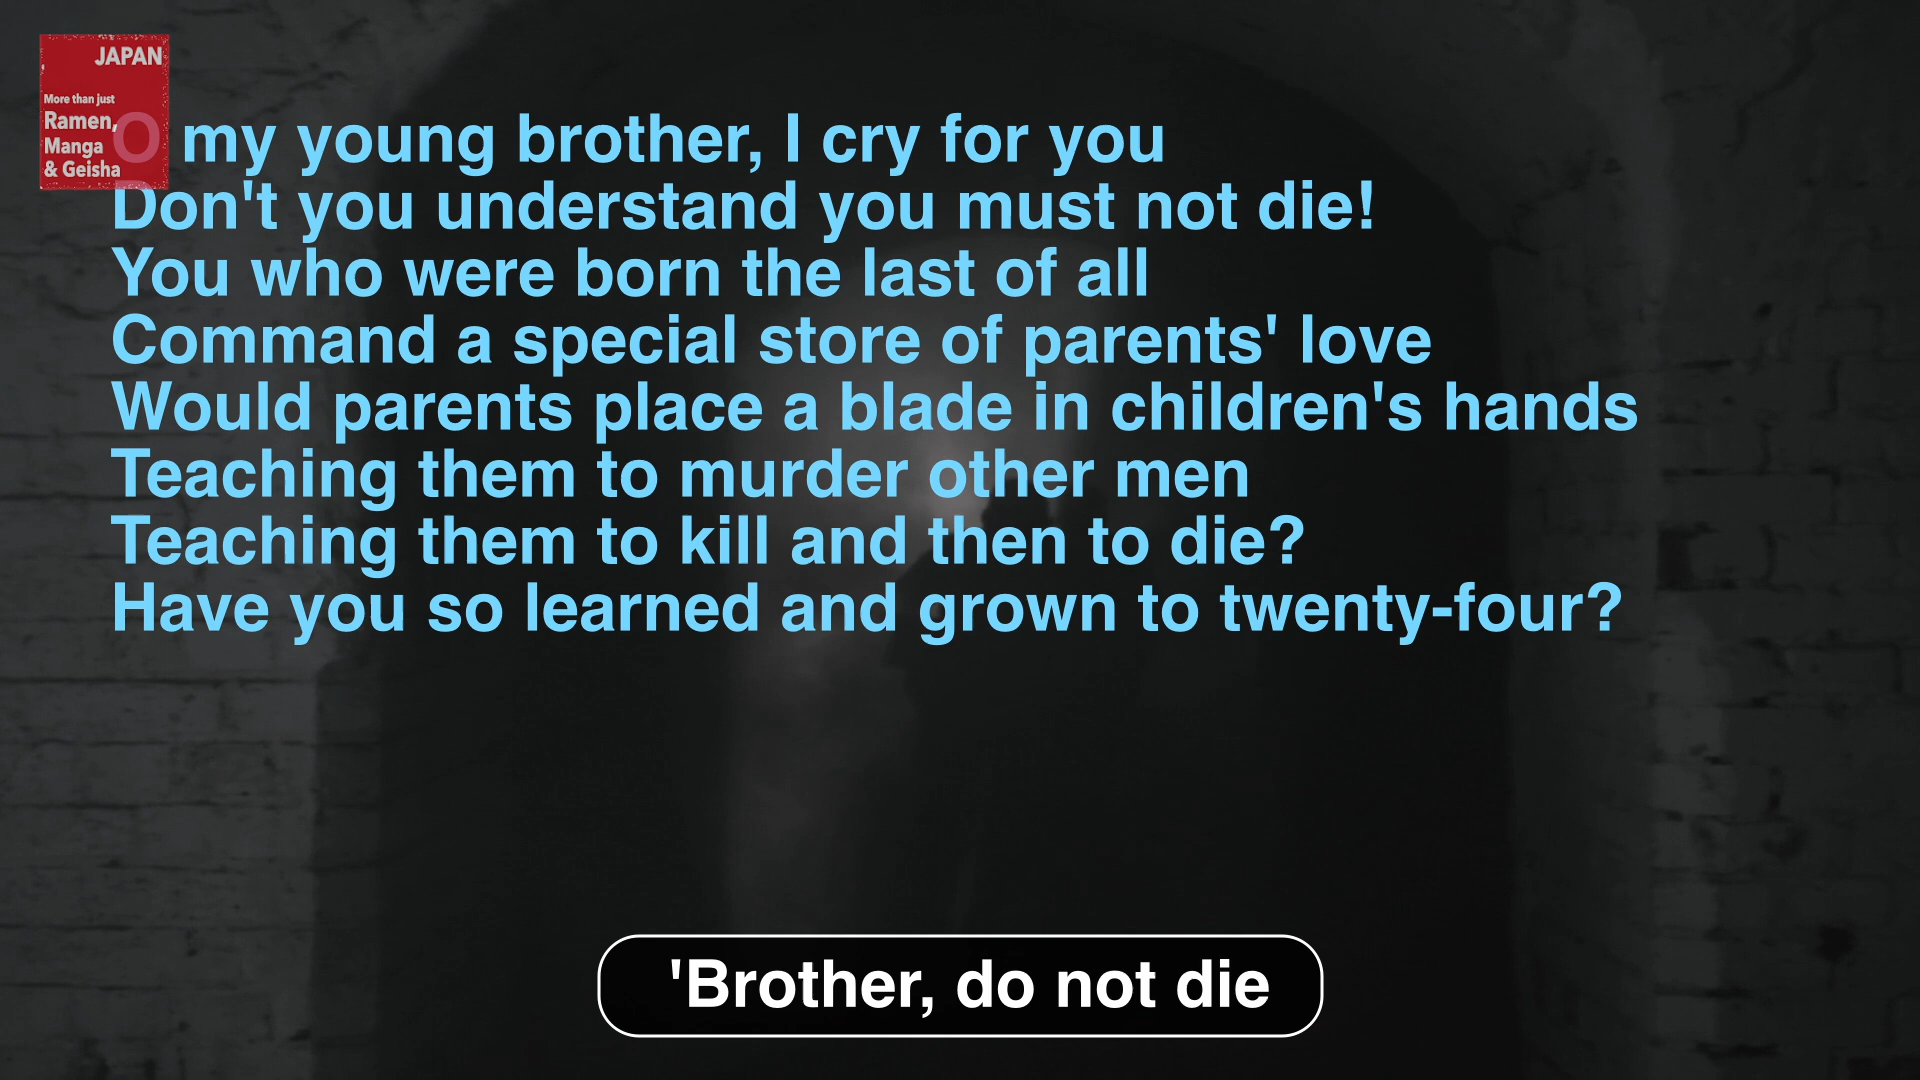 JAPAN
More than just
Ramen,
Manga
& Geisha
O my young brother, I cry for you
Don't you understand you must not die!
You who were born the last of all
Command a special store of parents' love
Would parents place a blade in children's hands
Teaching them to murder other men
Teaching them to kill and then to die?
Have you so learned and grown to twenty-four?
'Brother, do not die